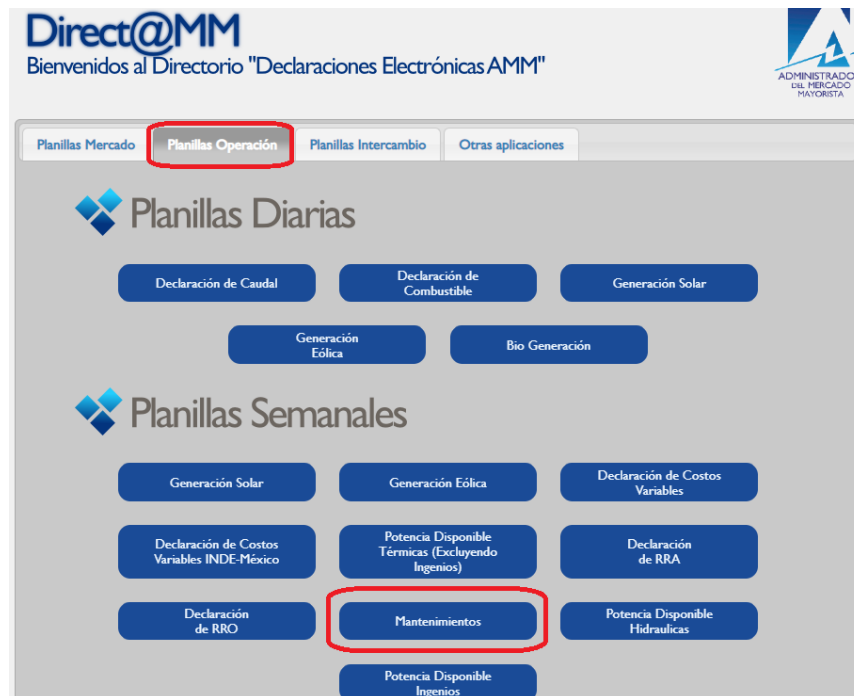 Direct@MM
Bienvenidos al Directorio "Declaraciones Electrónicas AMM"
ADMINISTRADO
DEL MERCADO
MAYORISTA
Planillas Mercado
Planillas Operación
Planillas Intercambio
Otras aplicaciones
Planillas Diarias
Declaración de Caudal
Declaración de
Combustible
Generación Solar
Generación
Eólica
Bio Generación
Planillas Semanales
Generación Solar
Generación Eólica
Declaración de Costos
Variables
Declaración de Costos
Variables INDE-México
Potencia Disponible
Térmicas (Excluyendo
Ingenios)
Declaración
de RRA
Declaración
de RRO
Mantenimientos
Potencia Disponible
Hidraulicas
Potencia Disponible
Ingenios